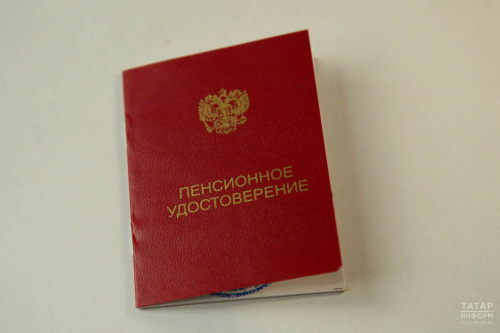 ПЕНСИОННОЕ
УДОСТОВЕРЕНИЕ
ТАТАР
ИНФОРМ